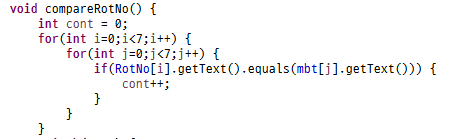 void compareRotNo() {
    int cont = 0;
    for(int i=0;i<7;i++) {
        for(int j=0;j<7;j++) {
            if(RotNo[i].getText().equals(mbt[j].getText())) {
                cont++;
            }
        }
    }